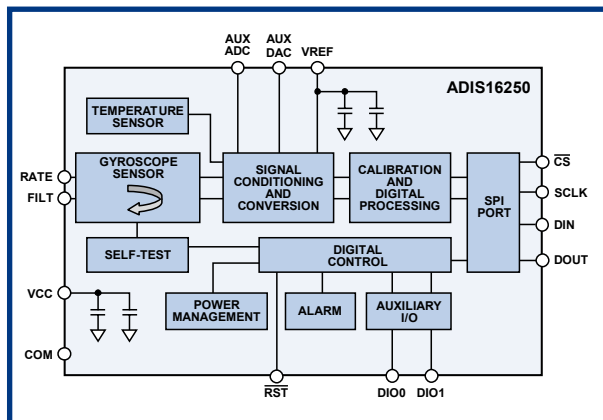 AUX
ADC
AUX
DAC
VREF
ADIS16250
TEMPERATURE
SENSOR
GYROSCOPE
SENSOR
SIGNAL
CONDITIONING
AND
CONVERSION
CALIBRATION
AND
DIGITAL
PROCESSING
SPI
PORT
RATE
FILT
CS
SCLK
DIN
DOUT
SELF-TEST
DIGITAL
CONTROL
VCC
POWER
MANAGEMENT
ALARM
AUXILIARY
I/O
COM
RST
DIO0
DIO1